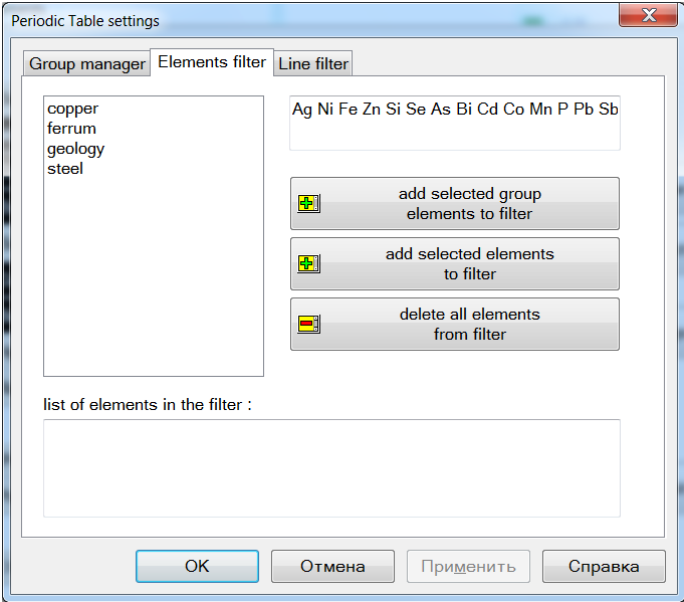 Periodic Table settings
Group manager
Elements filter
Line filter
copper
ferrum
geology
steel
Ag Ni Fe Zn Si Se As Bi Cd Co Mn P Pb Sb
add selected group
elements to filter
add selected elements
to filter
delete all elements
from filter
list of elements in the filter :
OK
Отмена
Применить
Справка